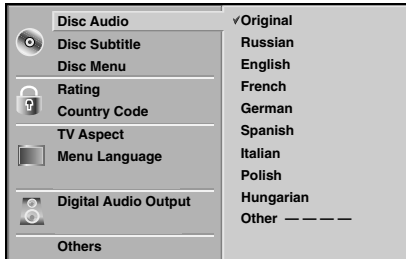 Disc Audio
Disc Subtitle
Disc Menu
Rating
Country Code
TV Aspect
Menu Language
Digital Audio Output
Others
✓Original
Russian
English
French
German
Spanish
Italian
Polish
Hungarian
Other — — — —